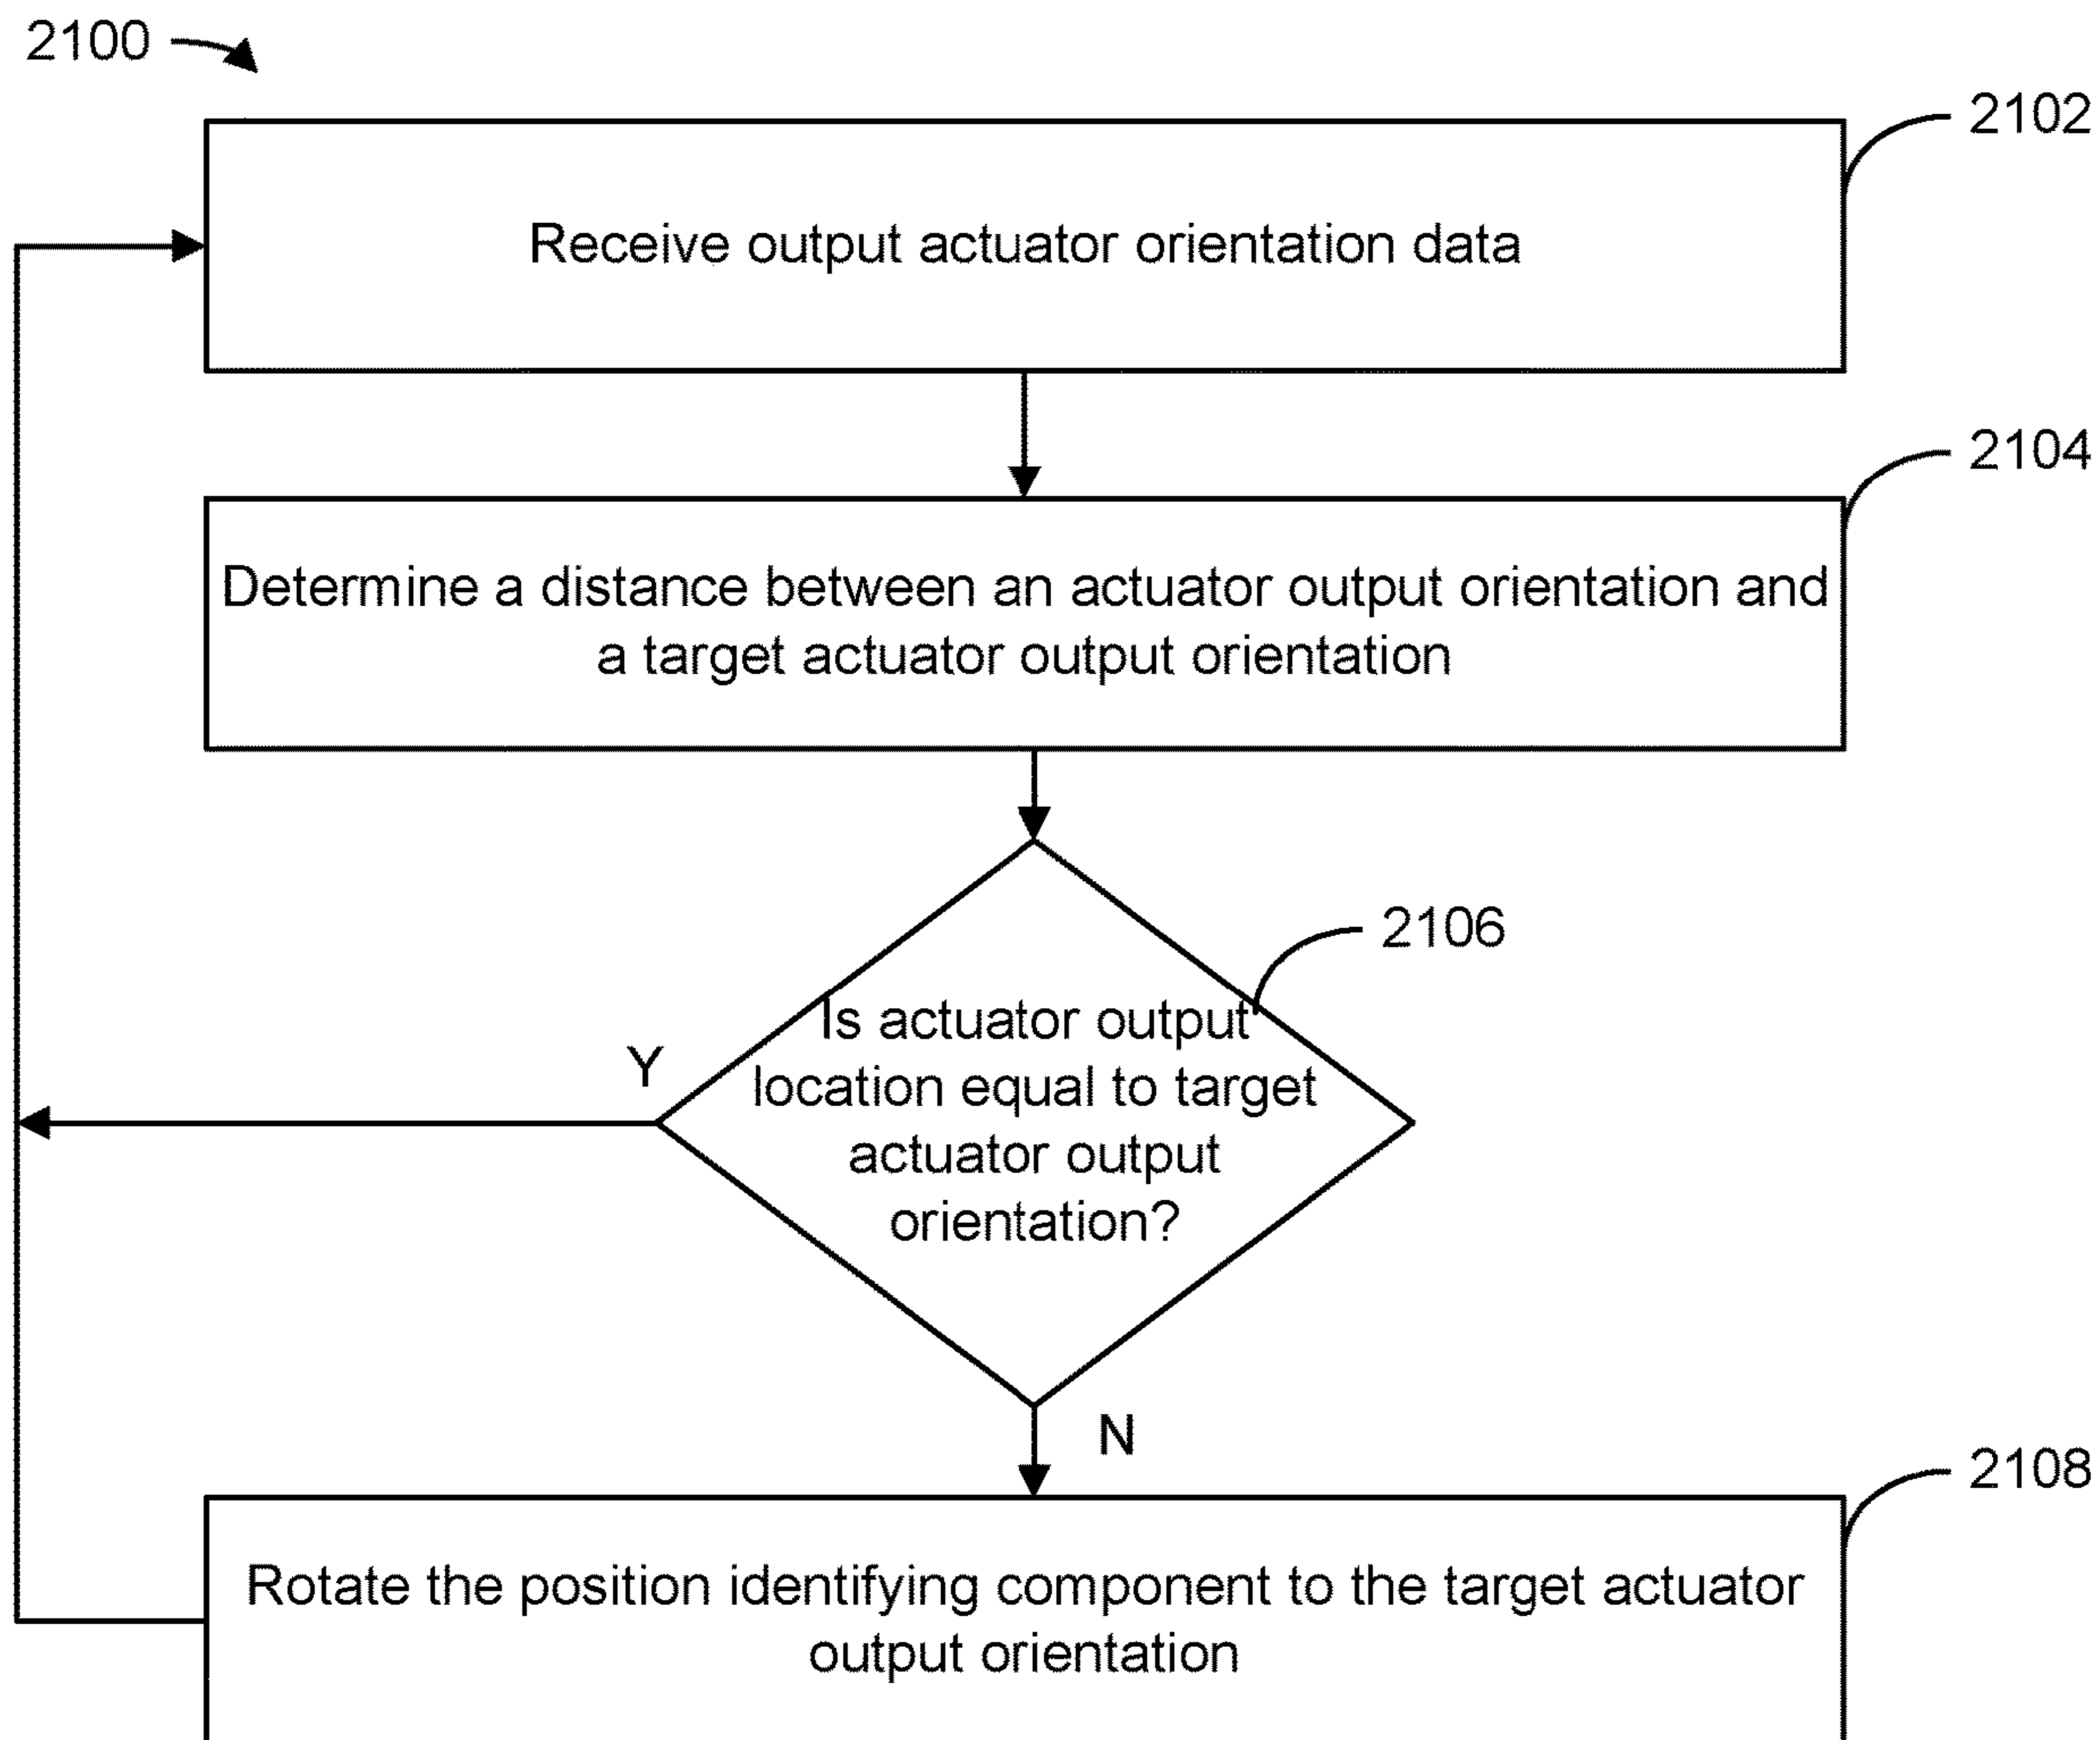 2100
2102
Receive output actuator orientation data
2104
Determine a distance between an actuator output orientation and
a target actuator output orientation
2106
Is actuator output
location equal to target
actuator output
orientation?
Y
N
2108
Rotate the position identifying component to the target actuator
output orientation